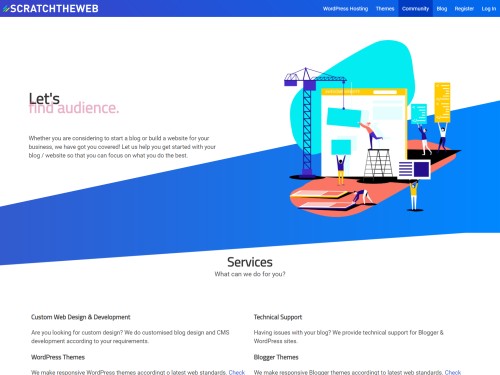 SCRATCHTHEWEB
WordPress Hosting Themes Community Blog Register Log In
Let's
find audience.
Whether you are considering to start a blog or build a website for your
business, we have got you covered! Let us help you get started with your
blog / website so that you can focus on what you do the best.
Services
What can we do for you?
Custom Web Design & Development
Are you looking for custom design? We do customised blog design and CMS
development according to your requirements.
WordPress Themes
We make responsive WordPress themes according to latest web standards. Check
Technical Support
Having issues with your blog? We provide technical support for Blogger &
WordPress sites.
Blogger Themes
We make responsive Blogger themes according to latest web standards. Check